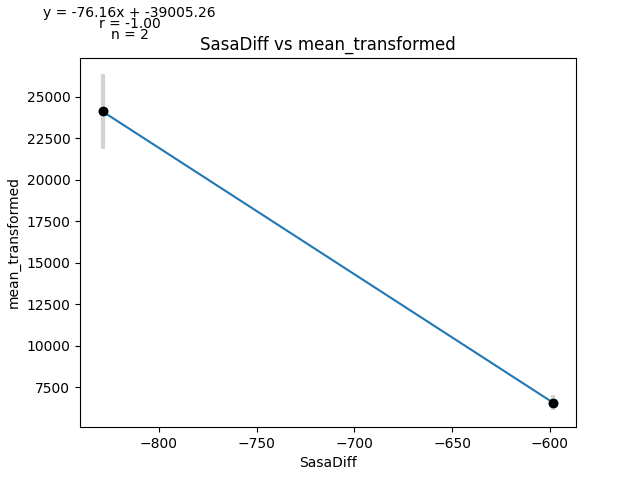 y = -76.16x + -39005.26
r = -1.00
n = 2
SasaDiff vs mean_transformed
25000
22500
20000
17500
15000
12500
10000
7500
mean_transformed
−800
−750
−700
−650
−600
SasaDiff